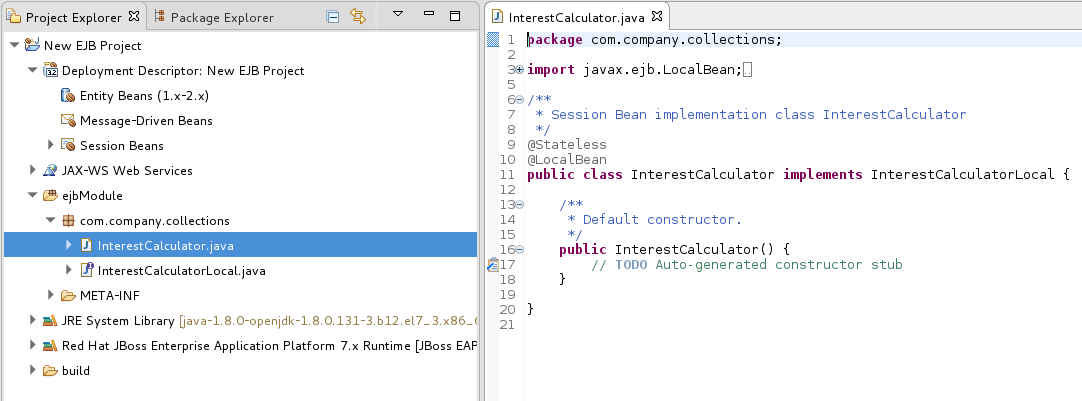 Project Explorer
Package Explorer
New EJB Project
Deployment Descriptor: New EJB Project
Entity Beans (1.x-2.x)
Message-Driven Beans
Session Beans
JAX-WS Web Services
ejbModule
com.company.collections
InterestCalculator.java
InterestCalculatorLocal.java
META-INF
JRE System Library [java-1.8.0-openjdk-1.8.0.131-3.b12.el7_3.x86_6
Red Hat JBoss Enterprise Application Platform 7.x Runtime [JBoss EAP
build
InterestCalculator.java
1 package com.company.collections;
2
3 import javax.ejb.LocalBean;
5
6 /**
7 * Session Bean implementation class InterestCalculator
8 */
9 @Stateless
10 @LocalBean
11 public class InterestCalculator implements InterestCalculatorLocal {
12
13 /**
14 * Default constructor.
15 */
16 public InterestCalculator() {
17 // TODO Auto-generated constructor stub
18 }
19
20 }
21